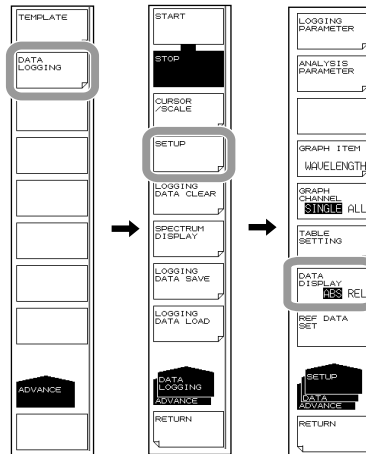 TEMPLATE
DATA
LOGGING
ADVANCE
START
STOP
CURSOR
/SCALE
SETUP
LOGGING
DATA CLEAR
SPECTRUM
DISPLAY
LOGGING
DATA SAVE
LOGGING
DATA LOAD
DATA
LOGGING
ADVANCE
RETURN
LOGGING
PARAMETER
ANALYSIS
PARAMETER
GRAPH ITEM
WAVELENGTH
GRAPH
CHANNEL
SINGLE ALL
TABLE
SETTING
DATA
DISPLAY
ABS REL
REF DATA
SET
SETUP
DATA
ADVANCE
RETURN